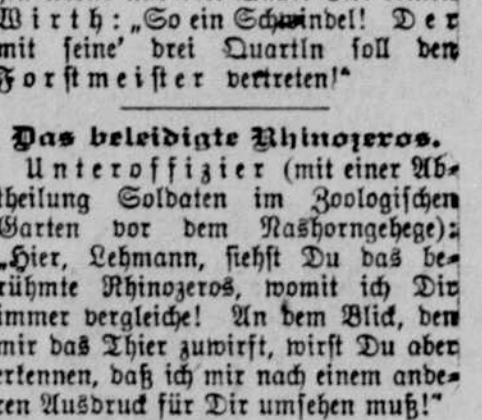 Wirth: „So ein Schwindel! Der
mit seine' drei Quartln soll den
Forstmeister vertreten!“
Das beleidigte Rhinozeros.
Unteroffizier (mit einer Ab-
theilung Soldaten im Zoologischen
Garten vor dem Nashorngehege):
„Hier, Lehmann, siehst Du das be-
rühmte Rhinozeros, womit ich Dir
immer vergleiche! An dem Blick, den
mir das Thier zuwirft, wirst Du aber
erkennen, daß ich mir nach einem ande-
ren Ausdruck für Dir umsehen muß!“